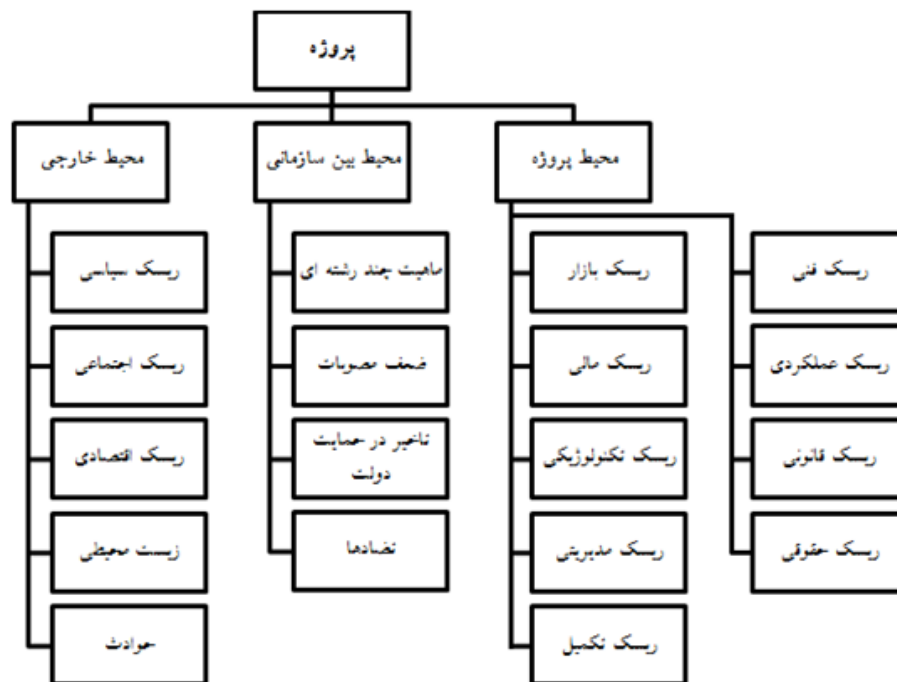 پروژه
محیط پروژه
محیط بین سازمانی
محیط خارجی
ریسک فنی
ریسک بازار
ماهیت چند رشته ای
ریسک سیاسی
ریسک عملکردی
ریسک مالی
ضعف مصوبات
ریسک اجتماعی
ریسک قانونی
ریسک تکنولوژیکی
تاخیر در حمایت
دولت
ریسک اقتصادی
ریسک حقوقی
ریسک مدیریتی
تضادها
زیست محیطی
ریسک تکمیل
حوادث